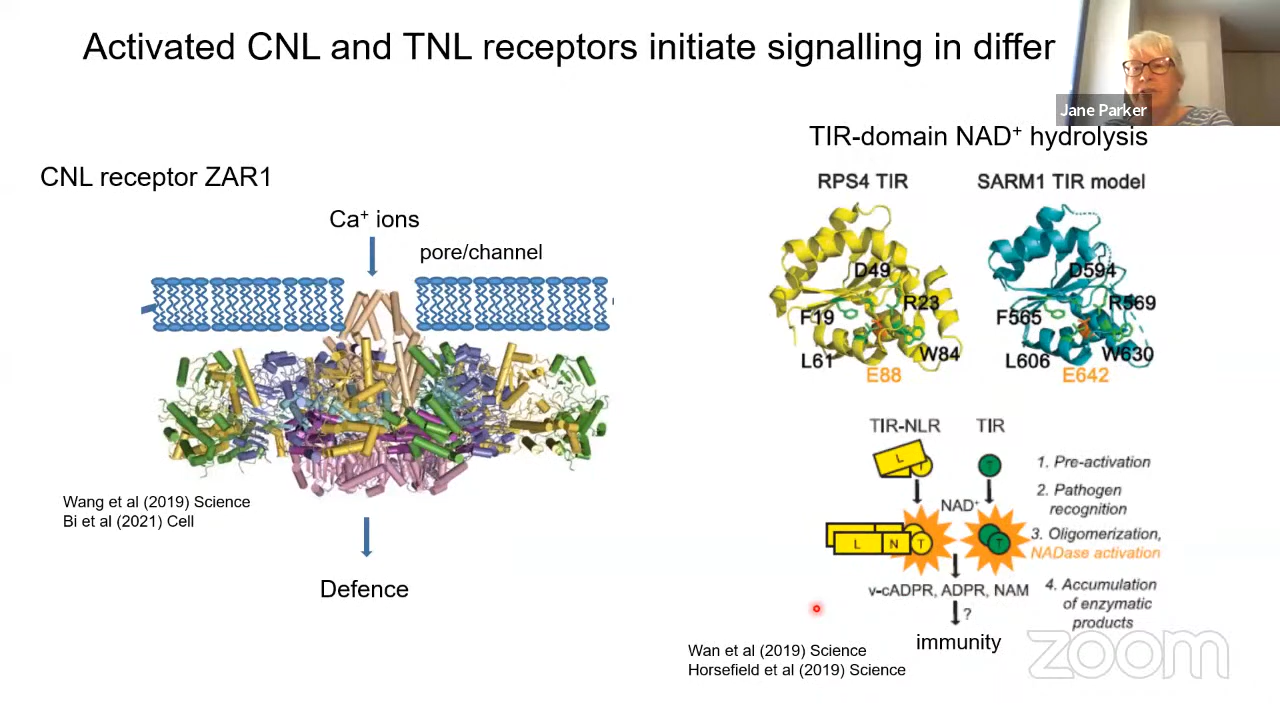 Activated CNL and TNL receptors initiate signalling in differ
Jane Parker
CNL receptor ZAR1
Ca⁺ ions
pore/channel
Wang et al (2019) Science
Bi et al (2021) Cell
Defence
TIR-domain NAD⁺ hydrolysis
RPS4 TIR
SARM1 TIR model
D49
R23
F19
L61
W84
E88
D594
R569
F565
L606
W630
E642
TIR-NLR
TIR
L
T
T
1. Pre-activation
2. Pathogen
recognition
NAD⁺
L N T
T
3. Oligomerization,
NADase activation
v-cADPR, ADPR, NAM
4. Accumulation
of enzymatic
products
?
immunity
Wan et al (2019) Science
Horsefield et al (2019) Science
zoom